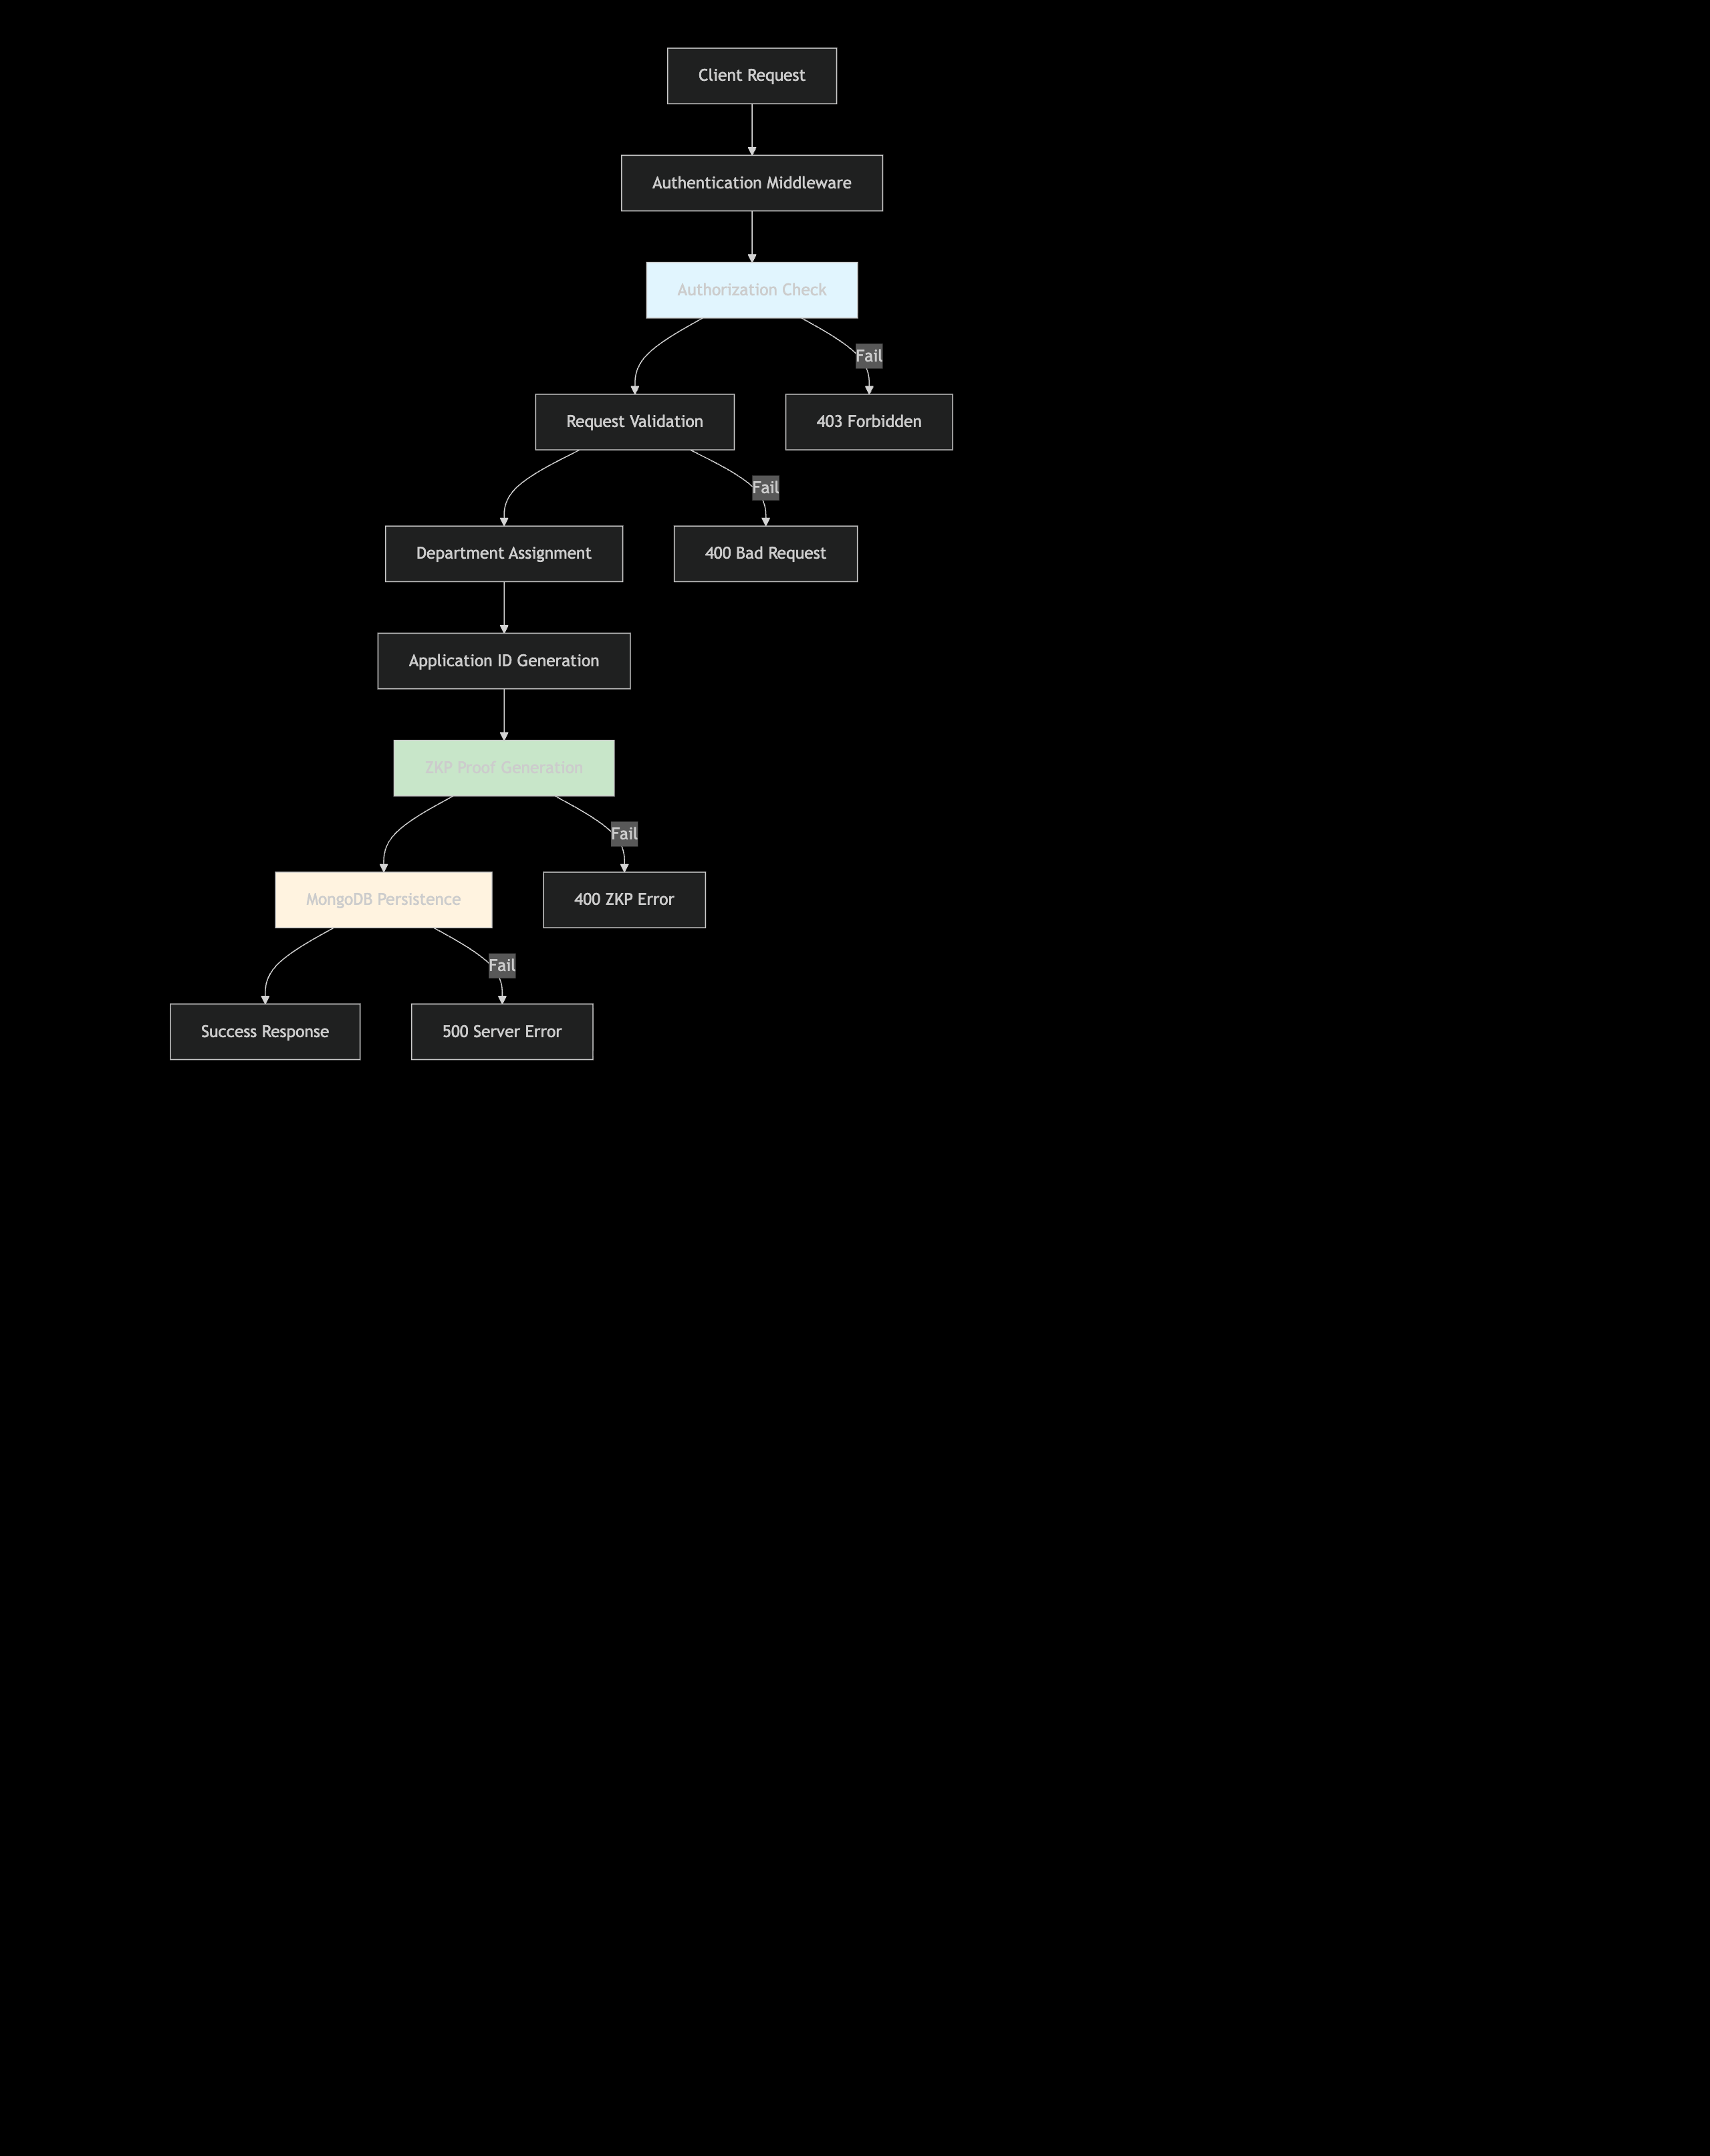 Client Request
Authentication Middleware
Authorization Check
Fail
Request Validation
403 Forbidden
Fail
Department Assignment
400 Bad Request
Application ID Generation
ZKP Proof Generation
Fail
MongoDB Persistence
400 ZKP Error
Fail
Success Response
500 Server Error